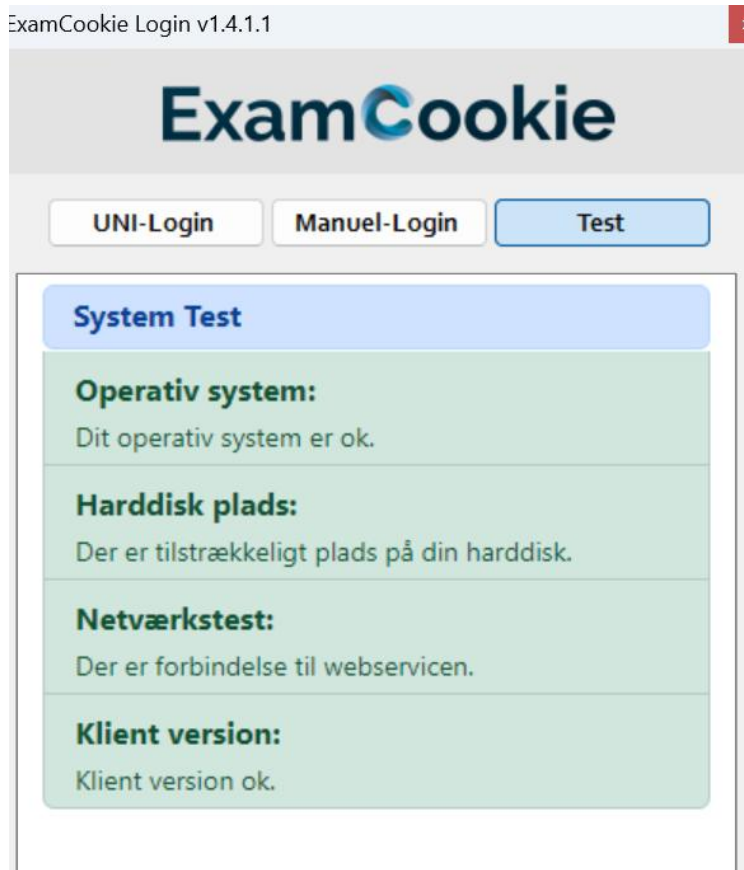 ExamCookie Login v1.4.1.1
ExamCookie
UNI-Login Manuel-Login Test
System Test
Operativ system:
Dit operativ system er ok.
Harddisk plads:
Der er tilstrækkeligt plads på din harddisk.
Netværkstest:
Der er forbindelse til webservicen.
Klient version:
Klient version ok.